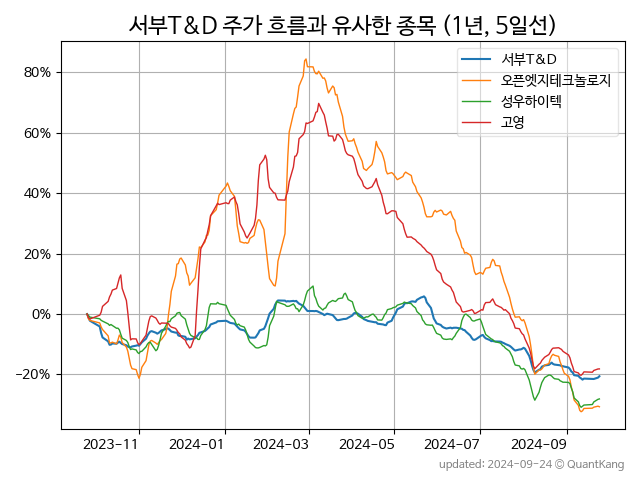 서부T&D 주가 흐름과 유사한 종목 (1년, 5일선)
서부T&D
오픈엣지테크놀로지
성우하이텍
고영
80%
60%
40%
20%
0%
−20%
2023-11
2024-01
2024-03
2024-05
2024-07
2024-09
updated: 2024-09-24 © QuantKang